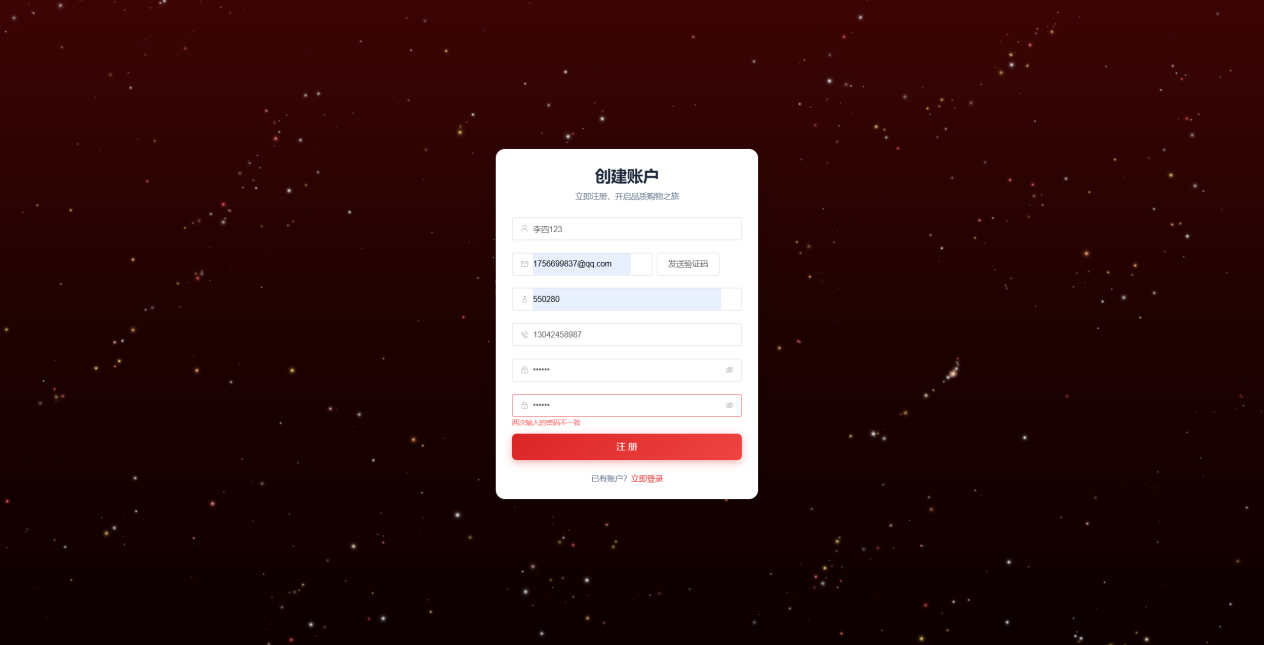 创建账户
立即注册，开启品质购物之旅
李四123
1756699837@qq.com 发送验证码
550280
13042458987
••••••
••••••
两次输入的密码不一致
注 册
已有账户？立即登录